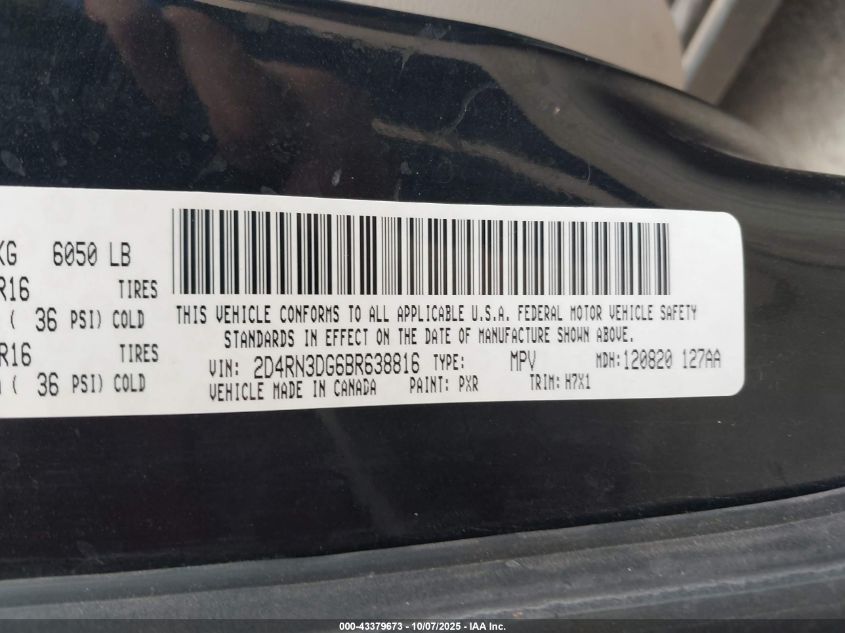 KG 6050 LB
R16 TIRES
( 36 PSI) COLD
R16 TIRES
( 36 PSI) COLD
THIS VEHICLE CONFORMS TO ALL APPLICABLE U.S.A. FEDERAL MOTOR VEHICLE SAFETY
STANDARDS IN EFFECT ON THE DATE OF MANUFACTURE SHOWN ABOVE.
VIN: 2D4RN3DG6BR638816 TYPE: MPV MDH:120820 127AA
VEHICLE MADE IN CANADA PAINT: PXR TRIM: H7X1
000-43379673 | 10/07/2025 - IAA Inc.